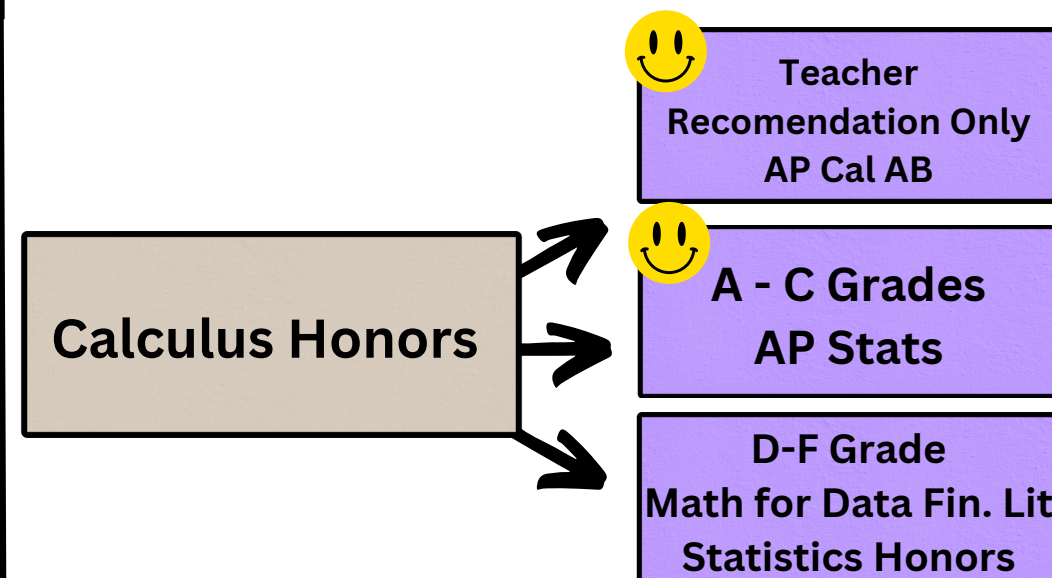 Teacher
Recomendation Only
AP Cal AB
Calculus Honors
A - C Grades
AP Stats
D-F Grade
Math for Data Fin. Lit
Statistics Honors